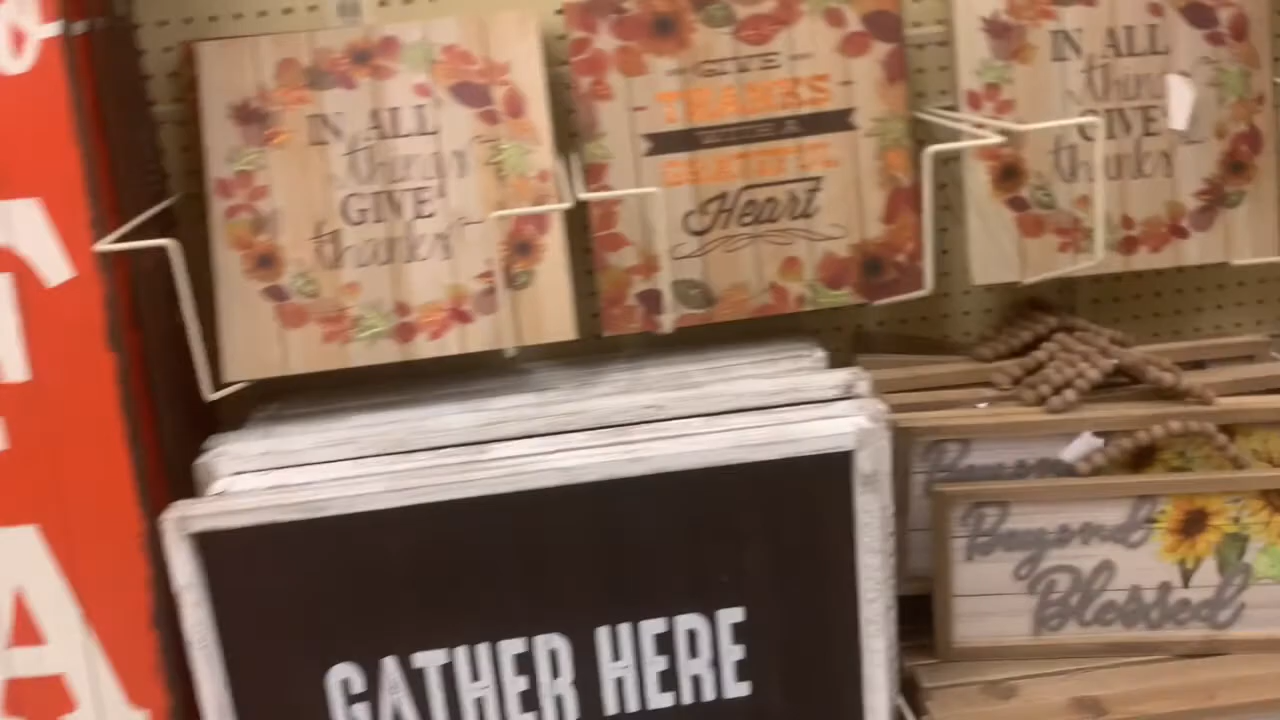 IN ALL
things
GIVE
thanks
GIVE
THANKS
WITH A
GRATEFUL
Heart
IN ALL
things
GIVE
thanks
Beyond
Beyond
Blessed
GATHER HERE
A